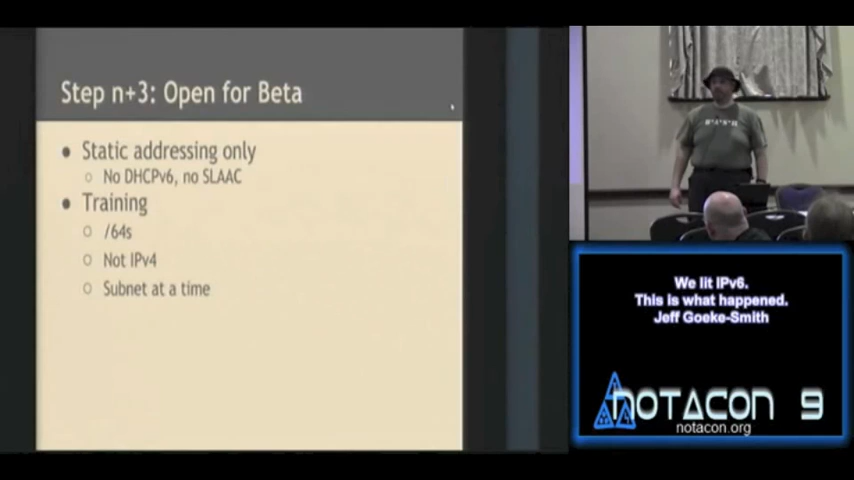 Step n+3: Open for Beta
Static addressing only
No DHCPv6, no SLAAC
Training
/64s
Not IPv4
Subnet at a time
We lit IPv6.
This is what happened.
Jeff Goeke-Smith
NOTACON 9
notacon.org